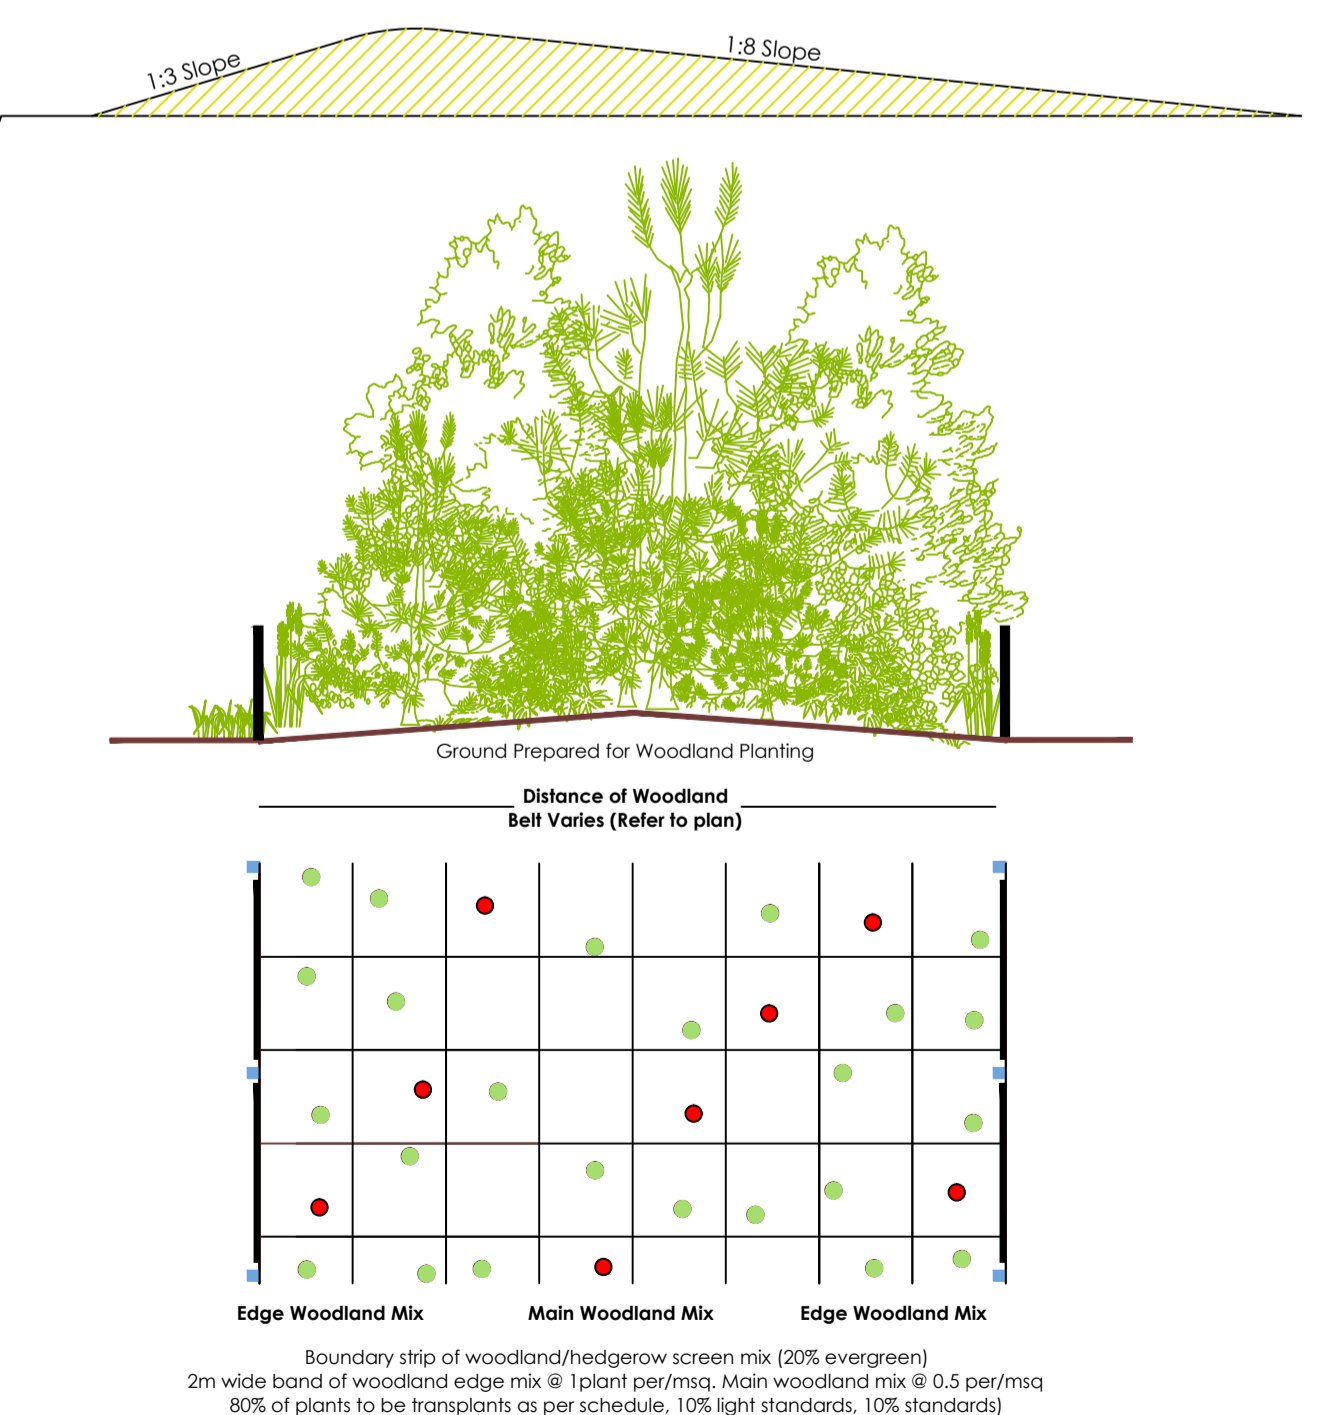 1:3 Slope
1:8 Slope
Ground Prepared for Woodland Planting
Distance of Woodland
Belt Varies (Refer to plan)
Edge Woodland Mix
Main Woodland Mix
Edge Woodland Mix
Boundary strip of woodland/hedgerow screen mix (20% evergreen)
2m wide band of woodland edge mix @ 1plant per/msq. Main woodland mix @ 0.5 per/msq
80% of plants to be transplants as per schedule, 10% light standards, 10% standards)